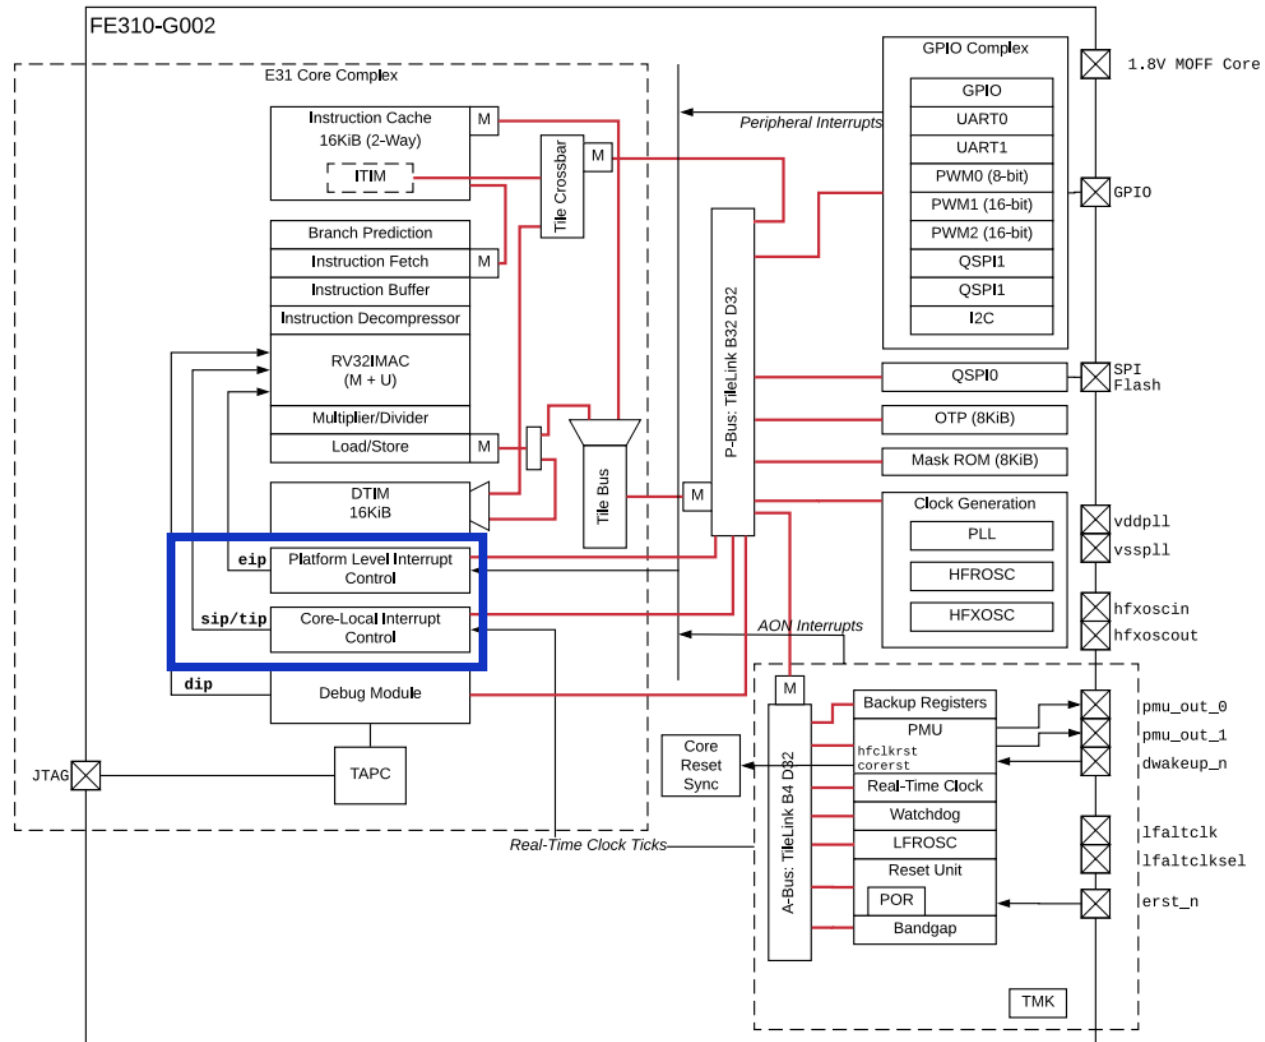 FE310-G002
E31 Core Complex
Instruction Cache
16KiB (2-Way)
M
ITIM
Tile Crossbar
M
Branch Prediction
Instruction Fetch
M
Instruction Buffer
Instruction Decompressor
RV32IMAC
(M + U)
Multiplier/Divider
Load/Store
M
DTIM
16KiB
Tile Bus
eip
Platform Level Interrupt
Control
sip/tip
Core-Local Interrupt
Control
dip
Debug Module
TAPC
JTAG
Peripheral Interrupts
P-Bus: TileLink B32 D32
M
GPIO Complex
GPIO
UART0
UART1
PWM0 (8-bit)
PWM1 (16-bit)
PWM2 (16-bit)
QSPI1
QSPI1
I2C
QSPI0
OTP (8KiB)
Mask ROM (8KiB)
Clock Generation
PLL
HFROSC
HFXOSC
AON Interrupts
M
A-Bus: TileLink B4 D32
Core
Reset
Sync
Real-Time Clock Ticks
Backup Registers
PMU
hfclkrst
corerst
Real-Time Clock
Watchdog
LFROSC
Reset Unit
POR
Bandgap
TMK
1.8V MOFF Core
GPIO
SPI
Flash
vddpll
vsspll
hfxoscin
hfxoscout
pmu_out_0
pmu_out_1
dwakeup_n
lfaltclk
lfaltclksel
erst_n